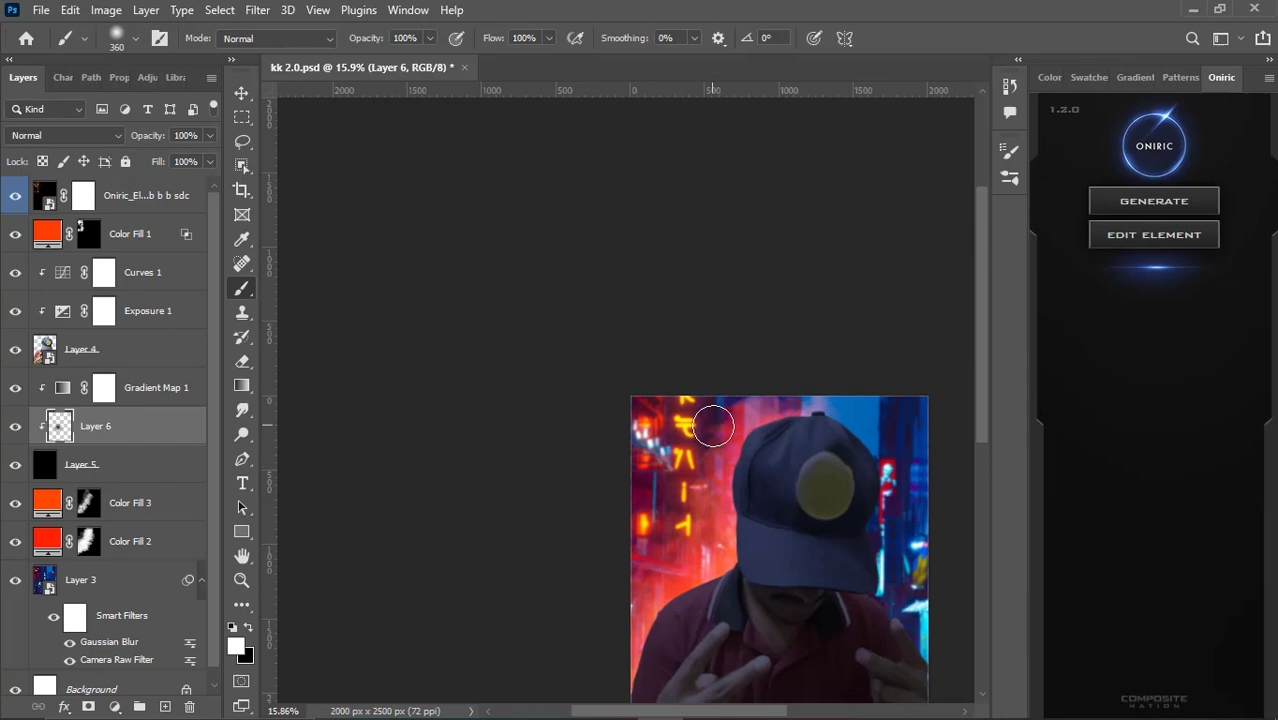 Ps File Edit Image Layer Type Select Filter 3D View Plugins Window Help
360 Mode: Normal Opacity: 100% Flow: 100% Smoothing: 0% 0°
Layers Char Path Prop Adju Libra
kk 2.0.psd @ 15.9% (Layer 6, RGB/8) * ×
Color Swatche Gradient Patterns Oniric
2000 1500 1000 500 0 500 1000 1500 2000
Kind
1.2.0
Normal Opacity: 100%
ONIRIC
Lock: Fill: 100%
Oniric_El...b b b sdc
GENERATE
Color Fill 1
EDIT ELEMENT
Curves 1
Exposure 1
Layer 4
Gradient Map 1
Layer 6
Layer 5
Color Fill 3
Color Fill 2
Layer 3
Smart Filters
Gaussian Blur
Camera Raw Filter
Background
COMPOSITE
NATION
15.86% 2000 px x 2500 px (72 ppi)